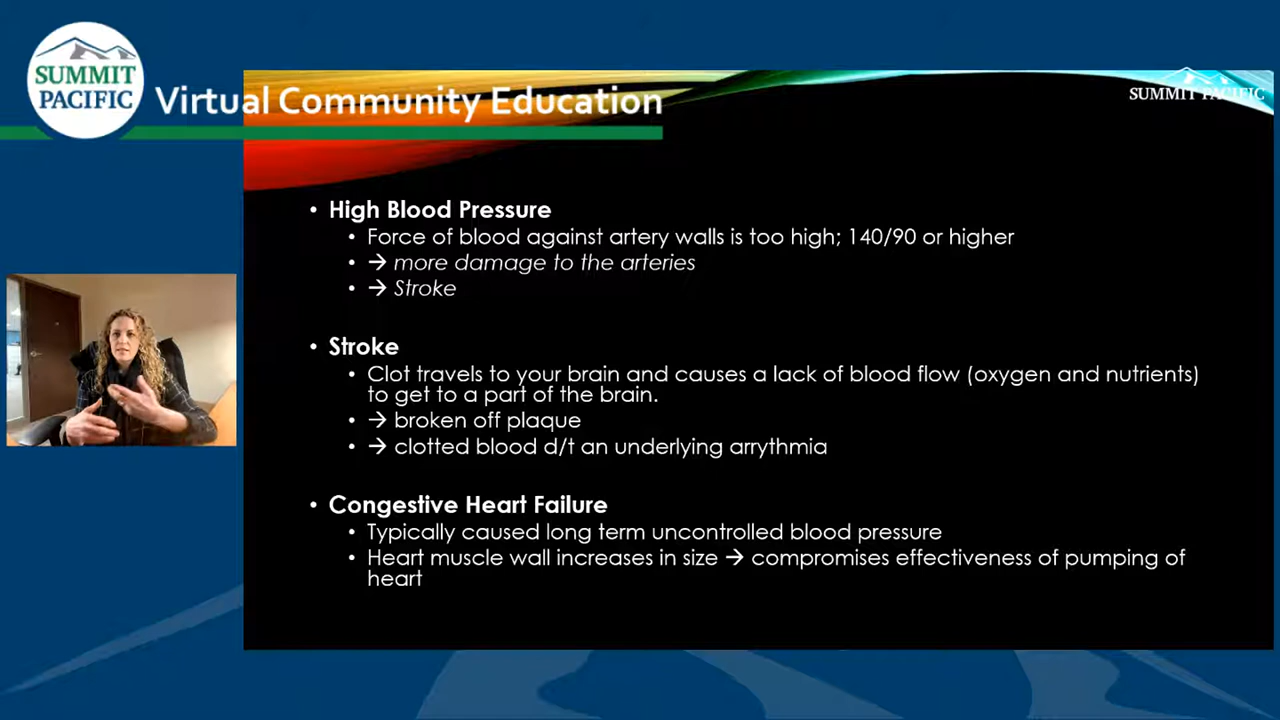 SUMMIT
PACIFIC
Virtual Community Education
SUMMIT PACIFIC
• High Blood Pressure
• Force of blood against artery walls is too high; 140/90 or higher
• → more damage to the arteries
• → Stroke
• Stroke
• Clot travels to your brain and causes a lack of blood flow (oxygen and nutrients)
to get to a part of the brain.
• → broken off plaque
• → clotted blood d/t an underlying arrythmia
• Congestive Heart Failure
• Typically caused long term uncontrolled blood pressure
• Heart muscle wall increases in size → compromises effectiveness of pumping of
heart